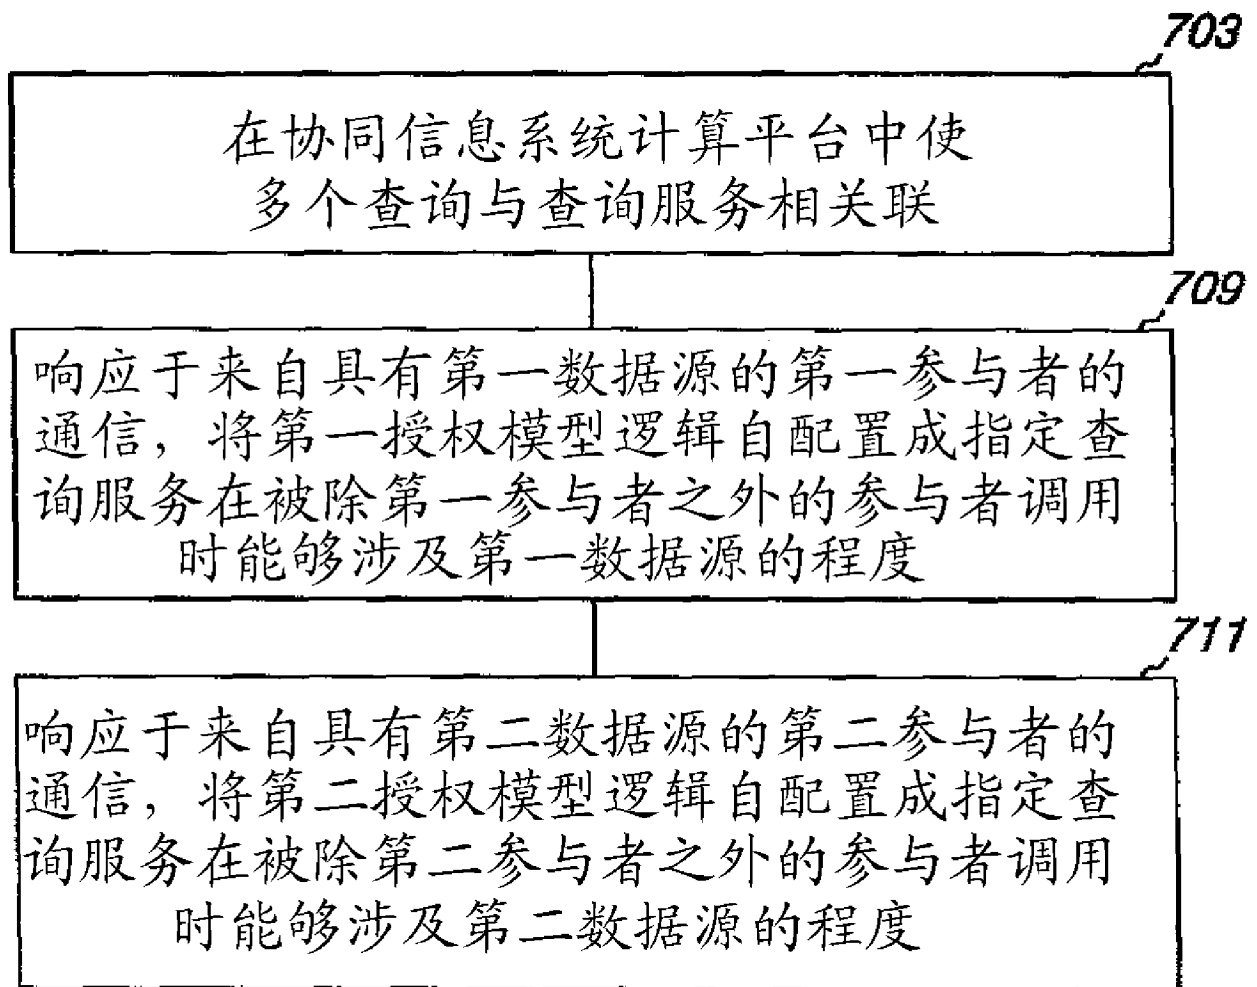 703
在协同信息系统计算平台中使
多个查询与查询服务相关联
709
响应于来自具有第一数据源的第一参与者的
通信，将第一授权模型逻辑自配置成指定查
询服务在被除第一参与者之外的参与者调用
时能够涉及第一数据源的程度
711
响应于来自具有第二数据源的第二参与者的
通信，将第二授权模型逻辑自配置成指定查
询服务在被除第二参与者之外的参与者调用
时能够涉及第二数据源的程度